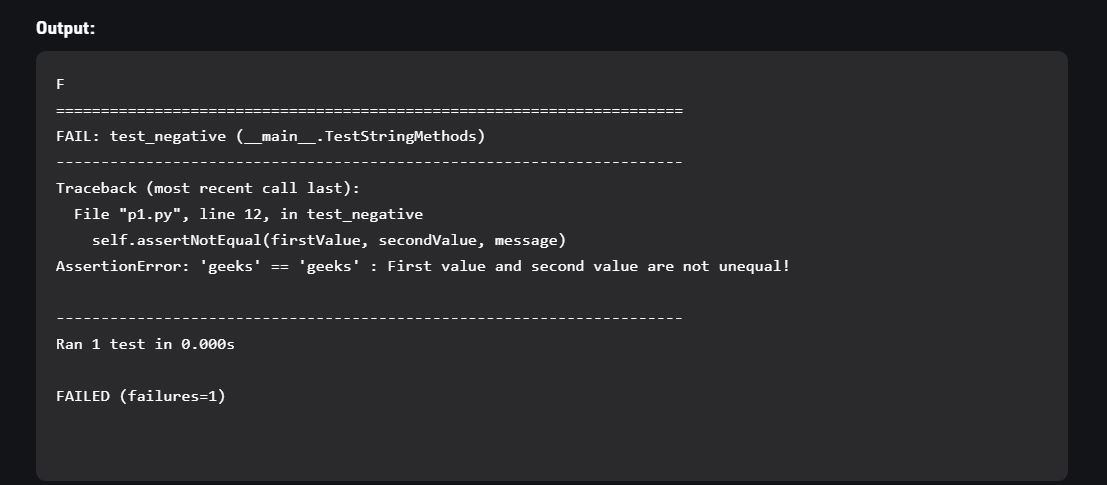 Output:
F
======================================================================
FAIL: test_negative (__main__.TestStringMethods)
----------------------------------------------------------------------
Traceback (most recent call last):
  File "p1.py", line 12, in test_negative
    self.assertNotEqual(firstValue, secondValue, message)
AssertionError: 'geeks' == 'geeks' : First value and second value are not unequal!
----------------------------------------------------------------------
Ran 1 test in 0.000s
FAILED (failures=1)